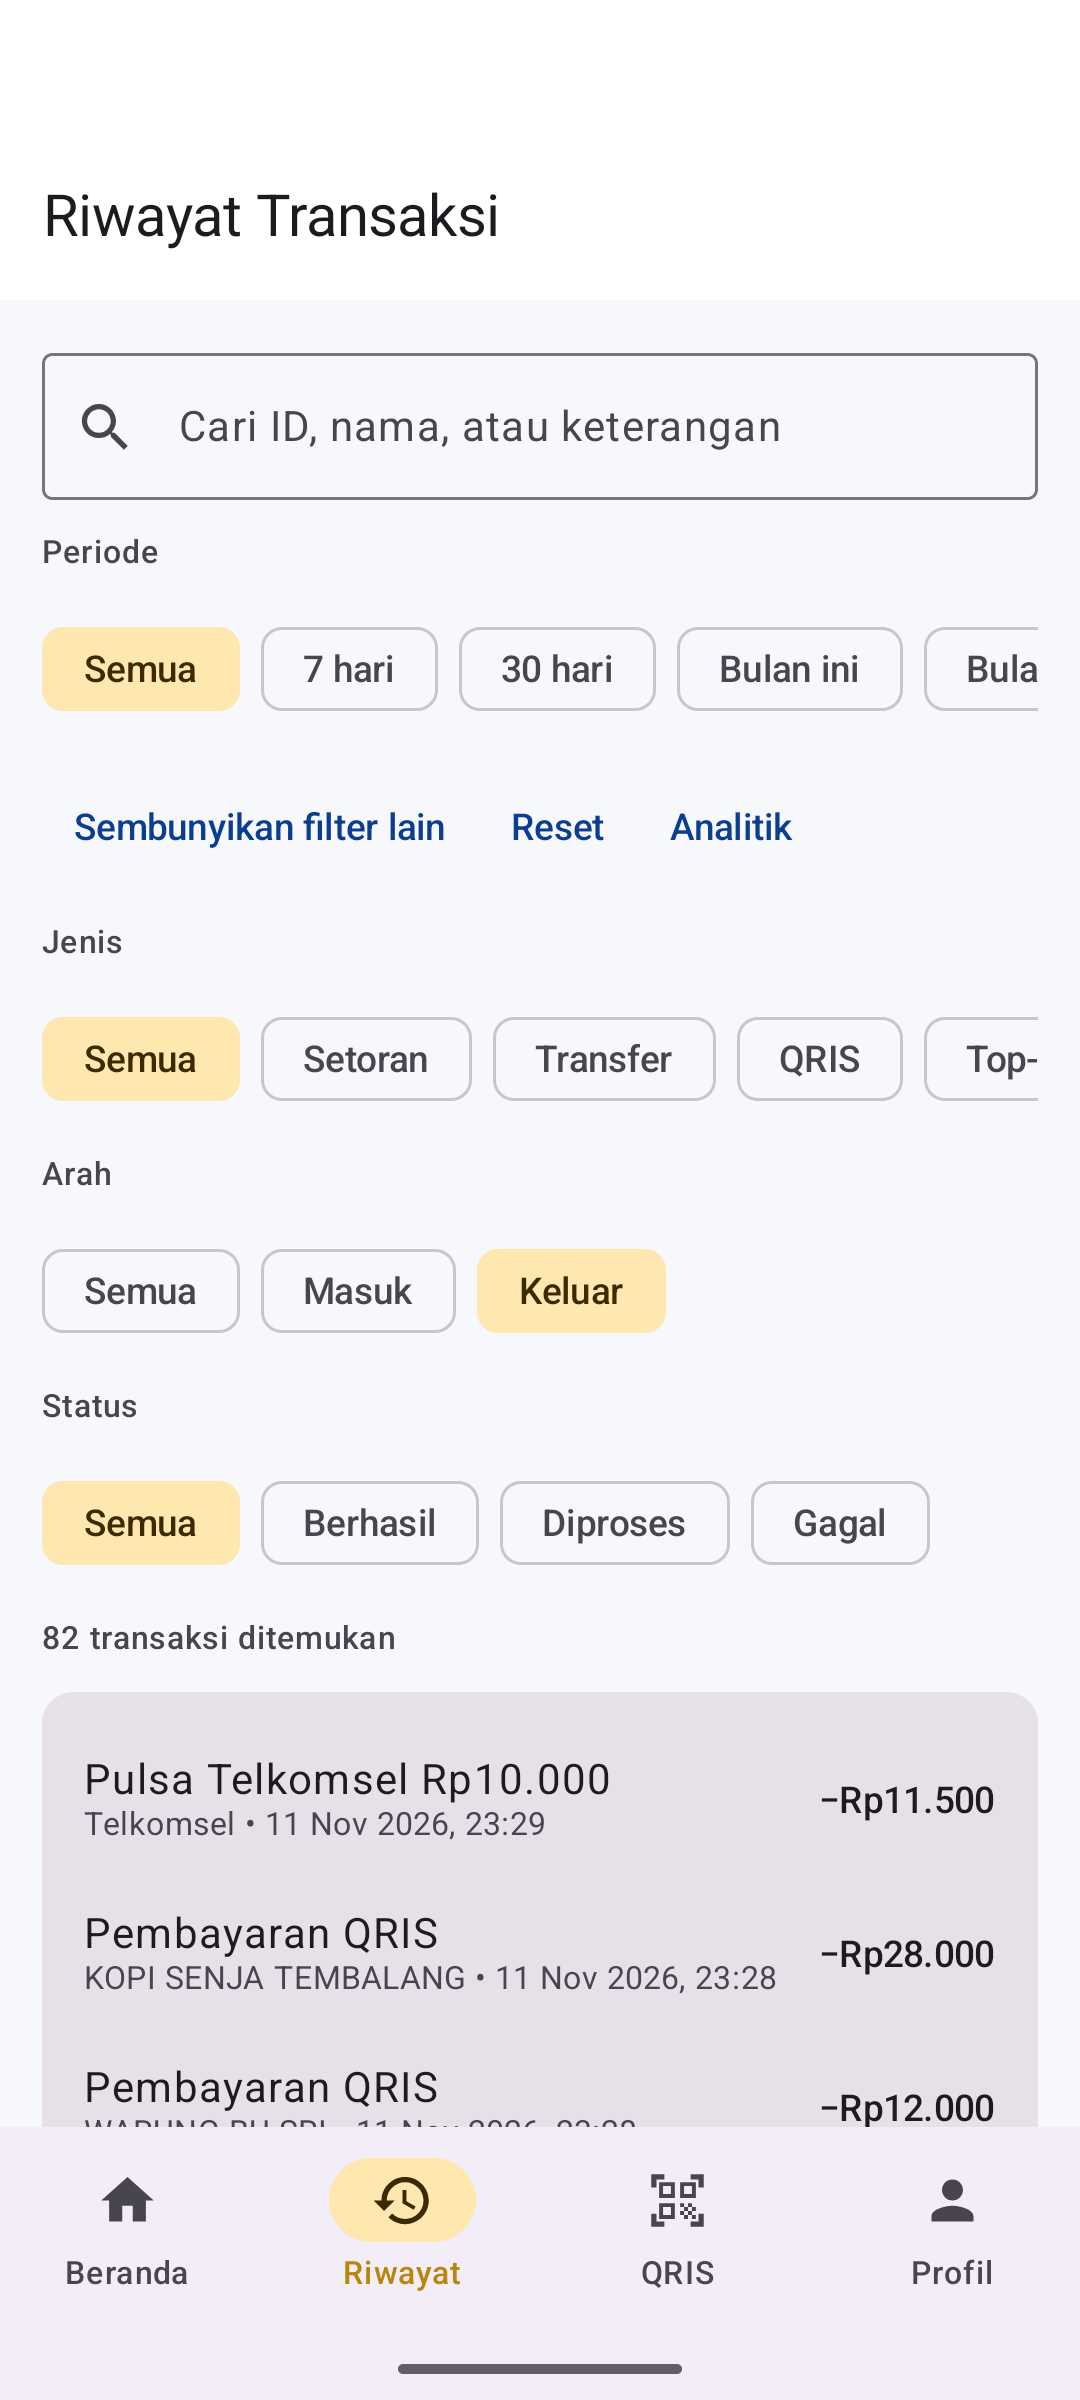 Riwayat Transaksi
Cari ID, nama, atau keterangan
Periode
Semua
7 hari
30 hari
Bulan ini
Bula
Sembunyikan filter lain
Reset
Analitik
Jenis
Semua
Setoran
Transfer
QRIS
Top-
Arah
Semua
Masuk
Keluar
Status
Semua
Berhasil
Diproses
Gagal
82 transaksi ditemukan
Pulsa Telkomsel Rp10.000
−Rp11.500
Telkomsel • 11 Nov 2026, 23:29
Pembayaran QRIS
−Rp28.000
KOPI SENJA TEMBALANG • 11 Nov 2026, 23:28
Pembayaran QRIS
−Rp12.000
Beranda
Riwayat
QRIS
Profil